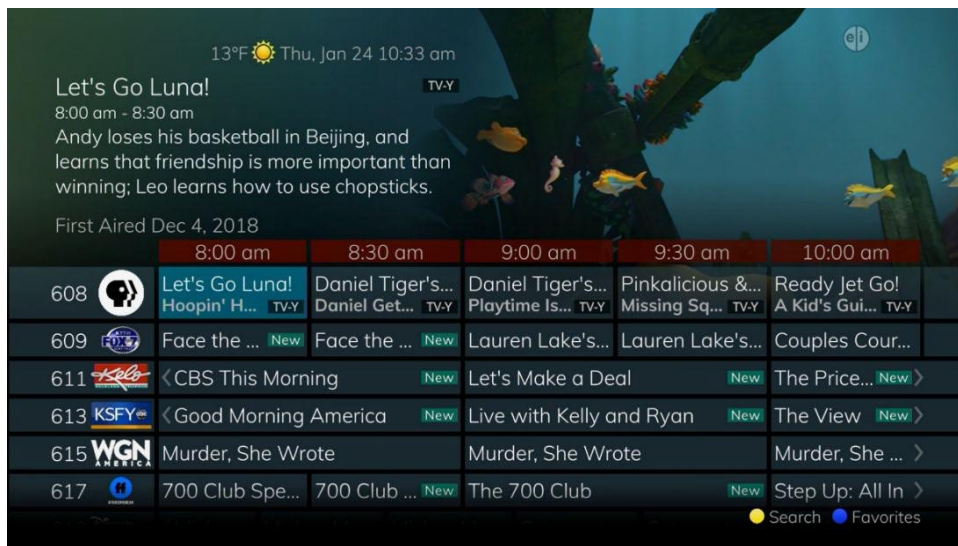 e/i
13°F Thu, Jan 24 10:33 am
Let's Go Luna! TV-Y
8:00 am - 8:30 am
Andy loses his basketball in Beijing, and
learns that friendship is more important than
winning; Leo learns how to use chopsticks.
First Aired Dec 4, 2018
8:00 am 8:30 am 9:00 am 9:30 am 10:00 am
608 Let's Go Luna! Daniel Tiger's... Daniel Tiger's... Pinkalicious &... Ready Jet Go!
Hoopin' H... TV-Y Daniel Get... TV-Y Playtime Is... TV-Y Missing Sq... TV-Y A Kid's Gui... TV-Y
609 FOX 7 Face the ... New Face the ... New Lauren Lake's... Lauren Lake's... Couples Cour...
611 Kelo CBS This Morning New Let's Make a Deal New The Price... New
613 KSFY abc Good Morning America New Live with Kelly and Ryan New The View New
615 WGN AMERICA Murder, She Wrote Murder, She Wrote Murder, She ...
617 700 Club Spe... 700 Club ... New The 700 Club New Step Up: All In
Search Favorites